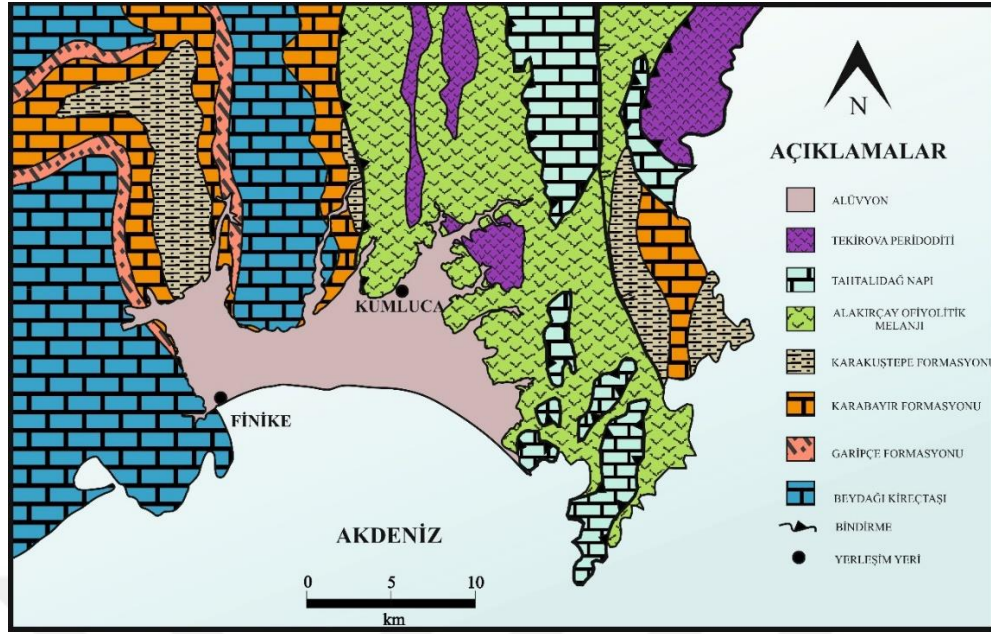 N
AÇIKLAMALAR
ALÜVYON
TEKİROVA PERİDODİTİ
TAHTALIDAĞ NAPI
ALAKIRÇAY OFİYOLİTİK
MELANJI
KARAKUŞTEPE FORMASYONU
KARABAYIR FORMASYONU
GARİPÇE FORMASYONU
BEYDAĞI KİREÇTAŞI
BİNDİRME
YERLEŞİM YERİ
KUMLUCA
FİNİKE
AKDENİZ
0 5 10
km